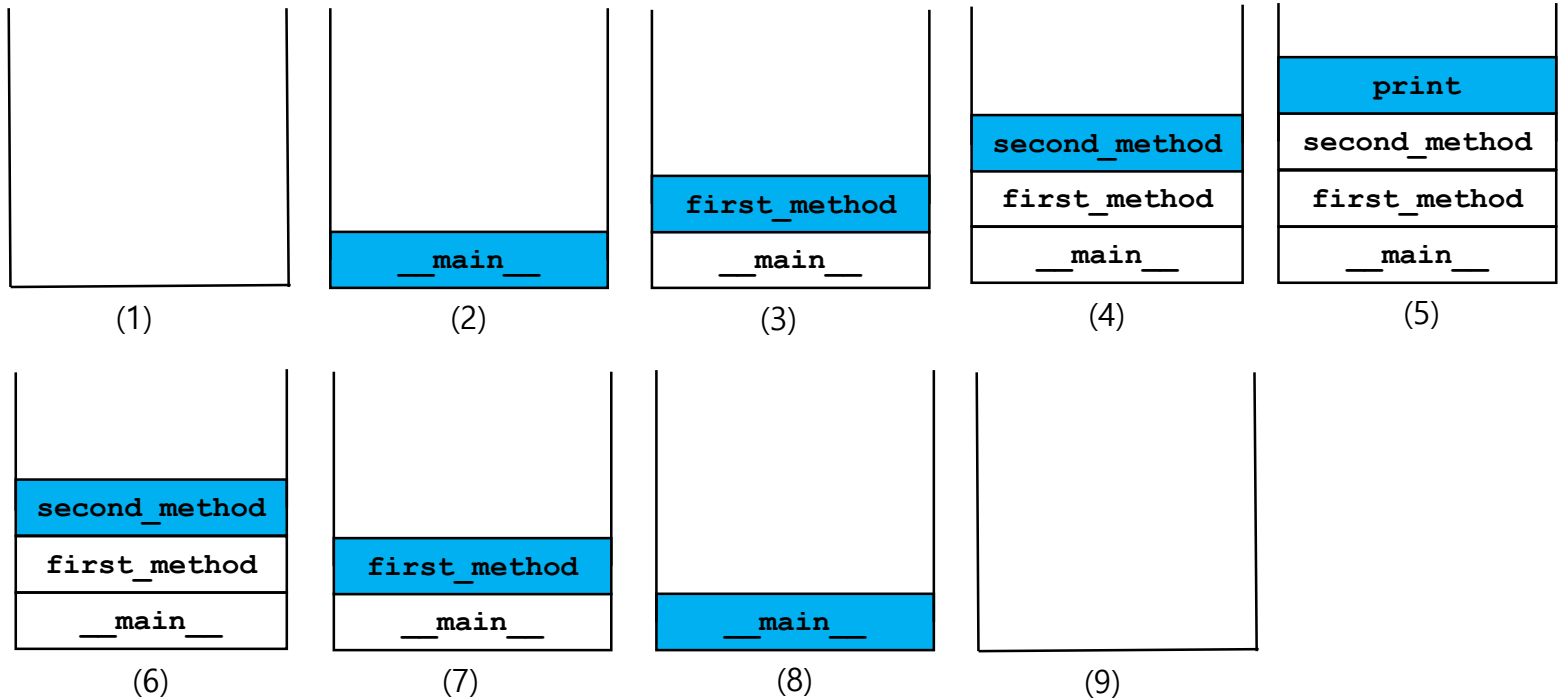 __main__
(1)
(2)
first_method
__main__
(3)
second_method
first_method
__main__
(4)
print
second_method
first_method
__main__
(5)
second_method
first_method
__main__
(6)
first_method
__main__
(7)
__main__
(8)
(9)